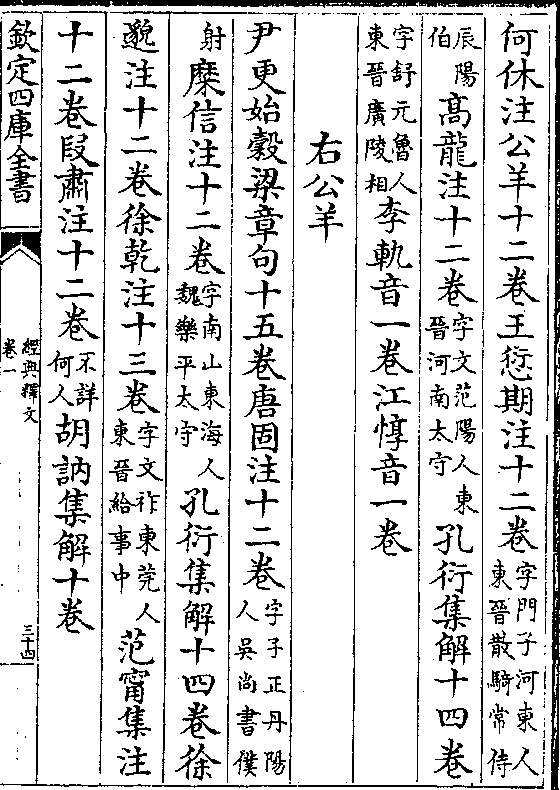 何休注公羊十二卷王愆期注十二卷字門子河東人東晉散騎常侍
辰陽伯高龍注十二卷字文范陽人東晉河南太守孔衍集解十四卷
字舒元魯人東晉廣陵相李軌音一卷江惇音一卷
右公羊
尹更始穀梁章句十五卷唐固注十二卷字子正丹陽人吳尚書僕
射糜信注十二卷字南山東海人魏樂平太守孔衍集解十四卷徐
邈注十二卷徐乾注十三卷字文祚東莞人東晉給事中范甯集注
十二卷段肅注十二卷不詳何人胡訥集解十卷
欽定四庫全書
經典釋文
卷一
三十四